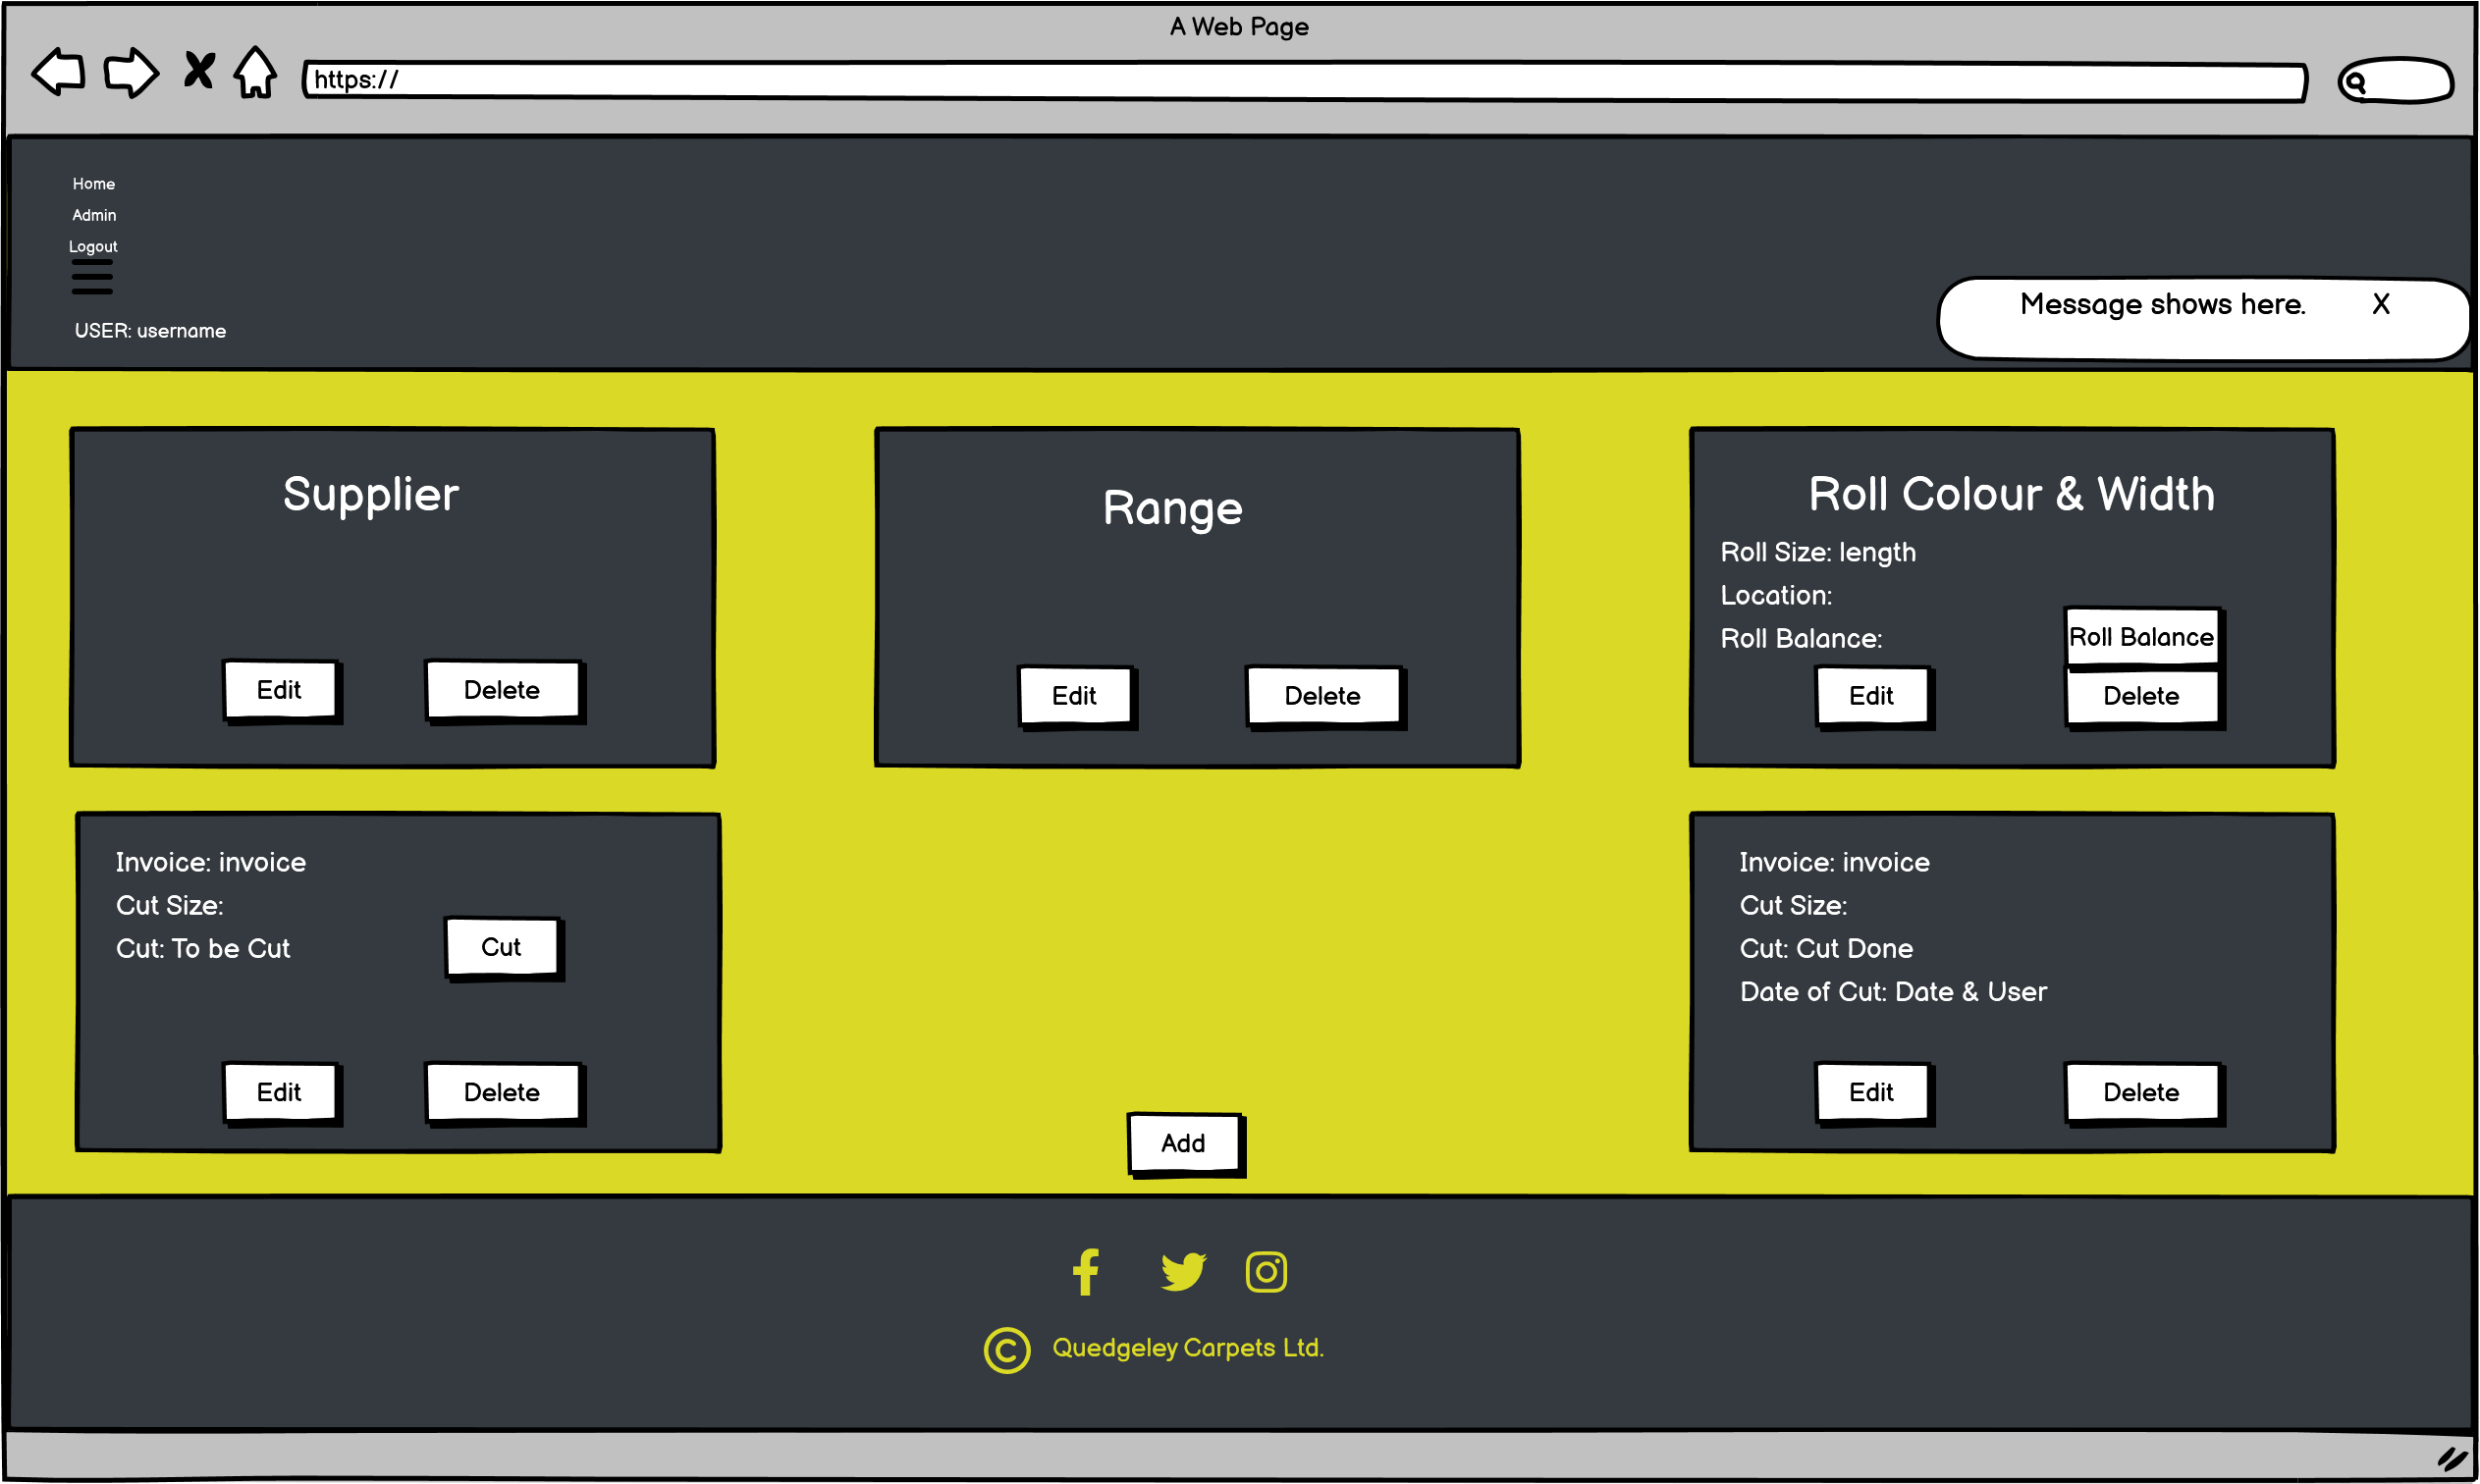 A Web Page
https://
Home
Admin
Logout
USER: username
Message shows here. X
Supplier
Edit Delete
Range
Edit Delete
Roll Colour & Width
Roll Size: length
Location:
Roll Balance: Roll Balance
Edit Delete
Invoice: invoice
Cut Size:
Cut: To be Cut Cut
Edit Delete
Add
Invoice: invoice
Cut Size:
Cut: Cut Done
Date of Cut: Date & User
Edit Delete
© Quedgeley Carpets Ltd.